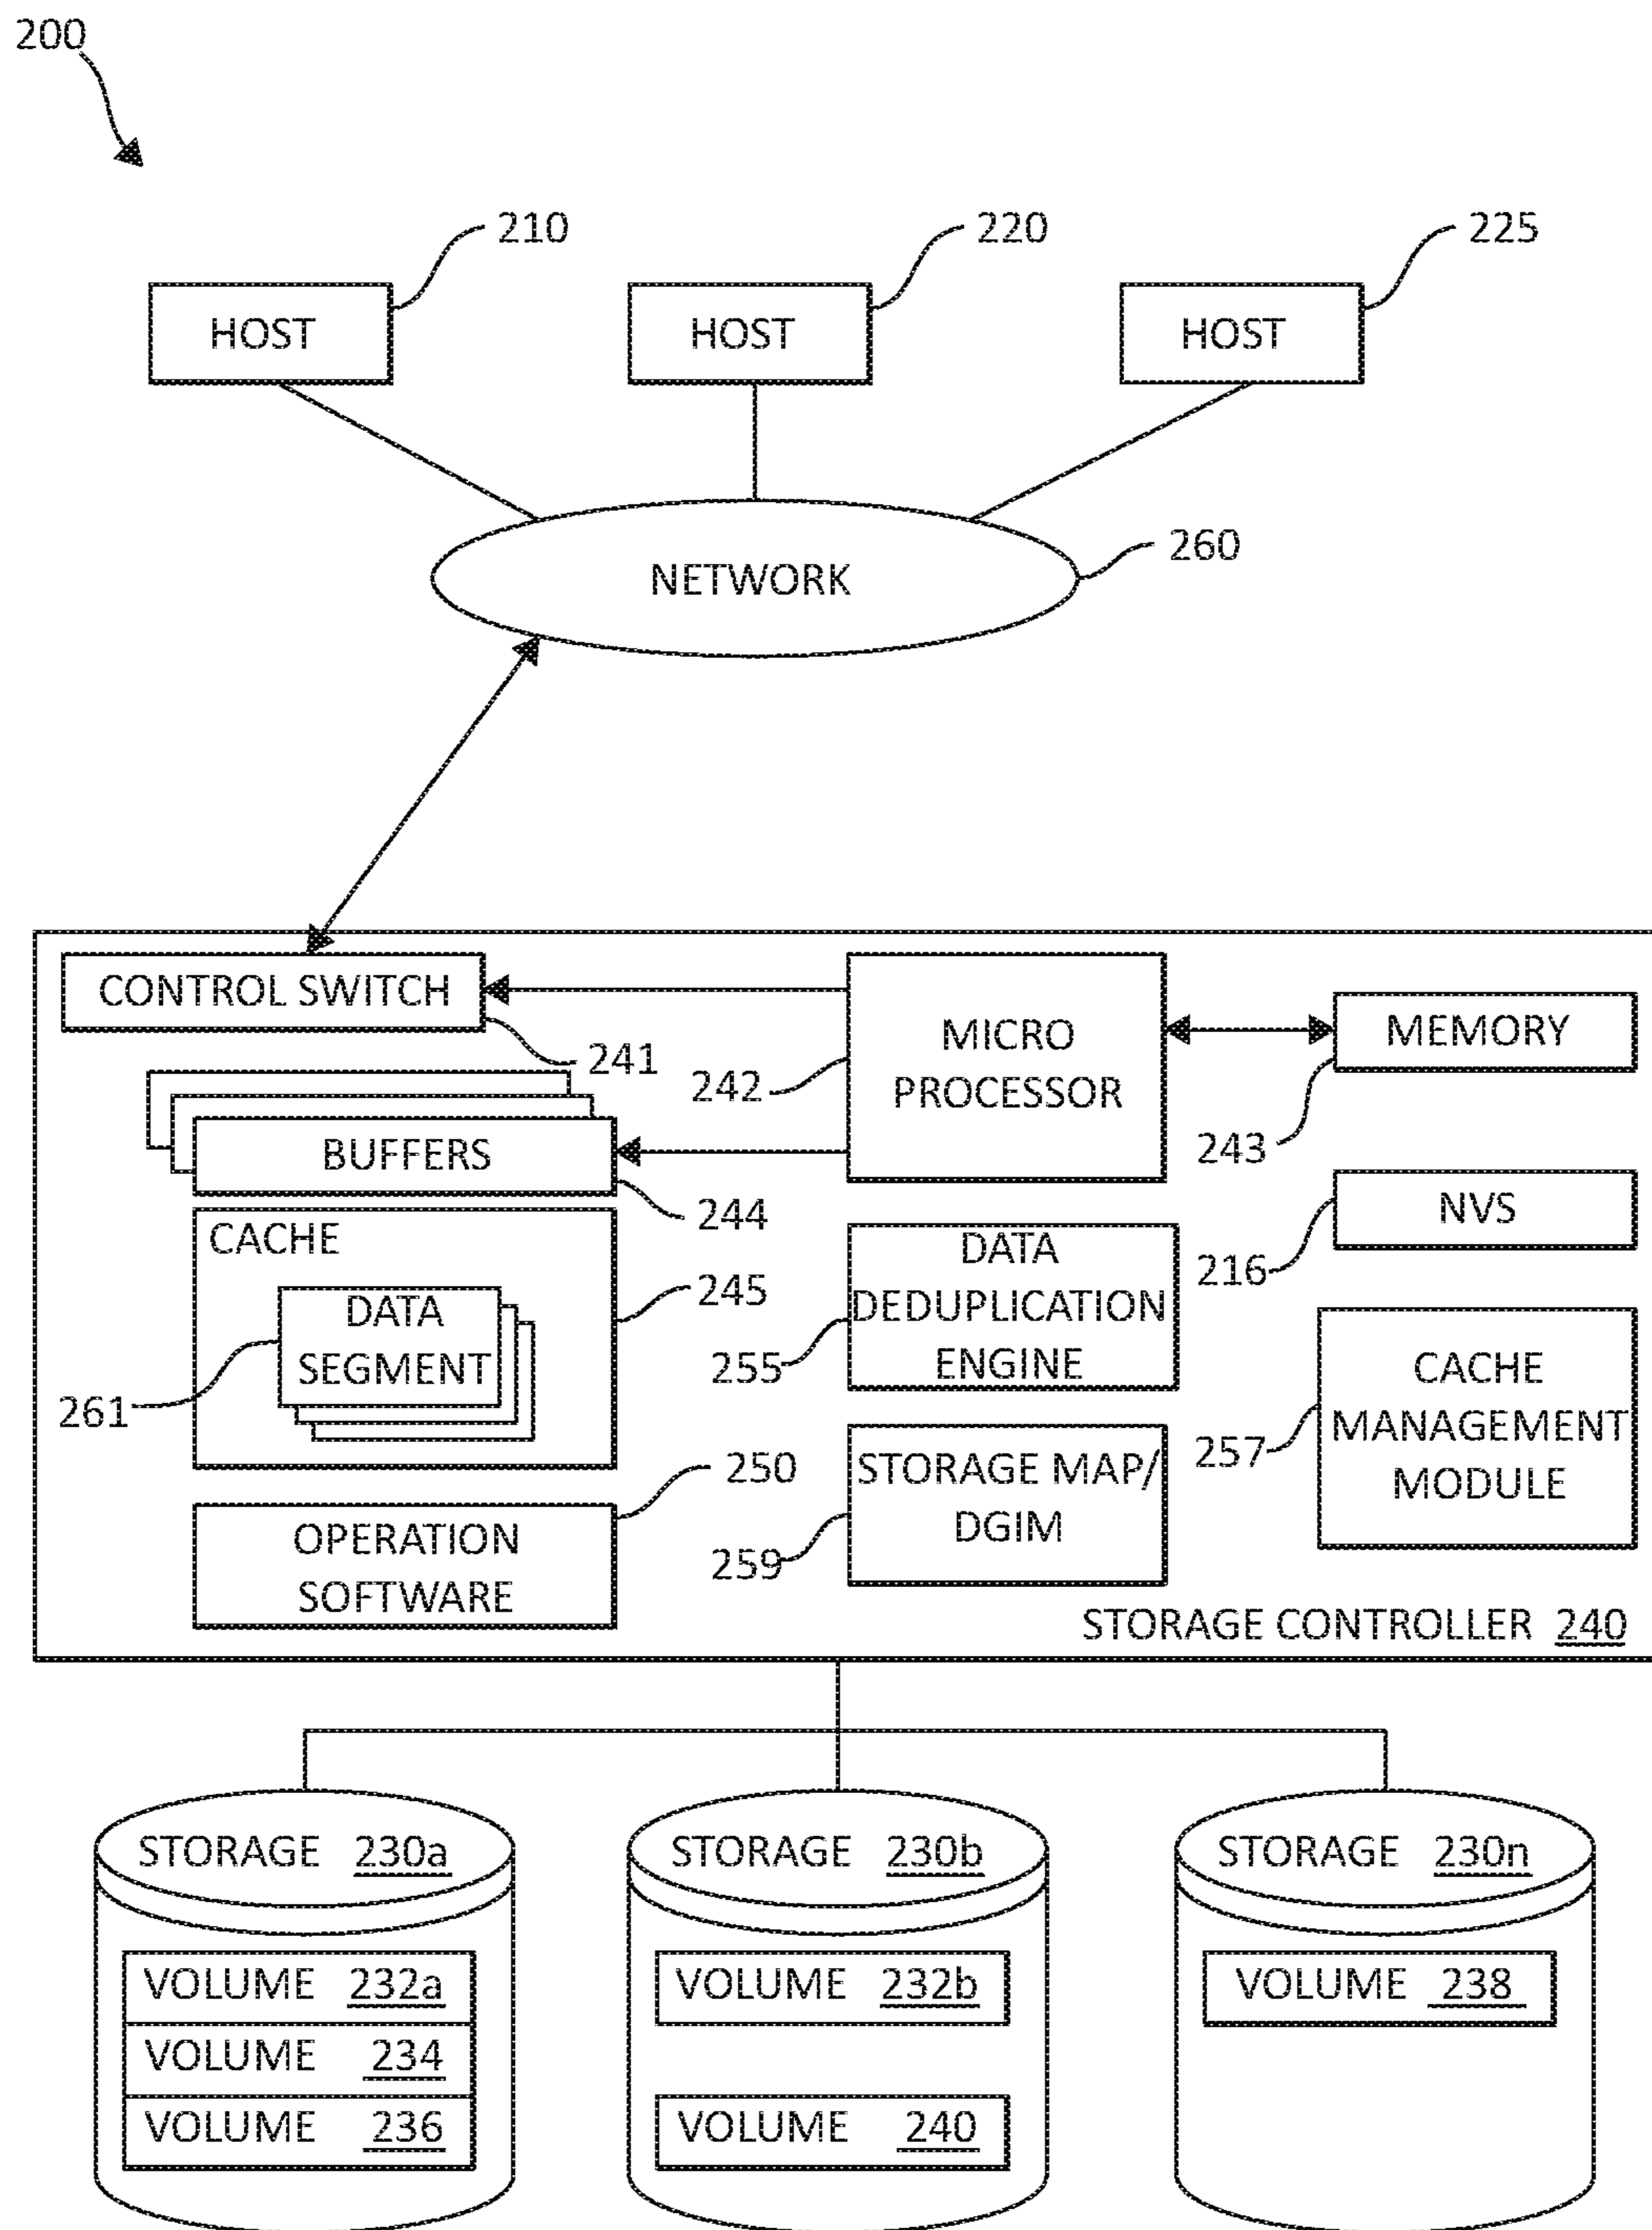 200
210
220
225
HOST
HOST
HOST
260
NETWORK
CONTROL SWITCH
241
MICRO
PROCESSOR
242
MEMORY
243
BUFFERS
244
NVS
216
CACHE
245
DATA
SEGMENT
261
DATA
DEDUPLICATION
ENGINE
255
CACHE
MANAGEMENT
MODULE
257
250
OPERATION
SOFTWARE
STORAGE MAP/
DGIM
259
STORAGE CONTROLLER 240
STORAGE 230a
STORAGE 230b
STORAGE 230n
VOLUME 232a
VOLUME 234
VOLUME 236
VOLUME 232b
VOLUME 240
VOLUME 238